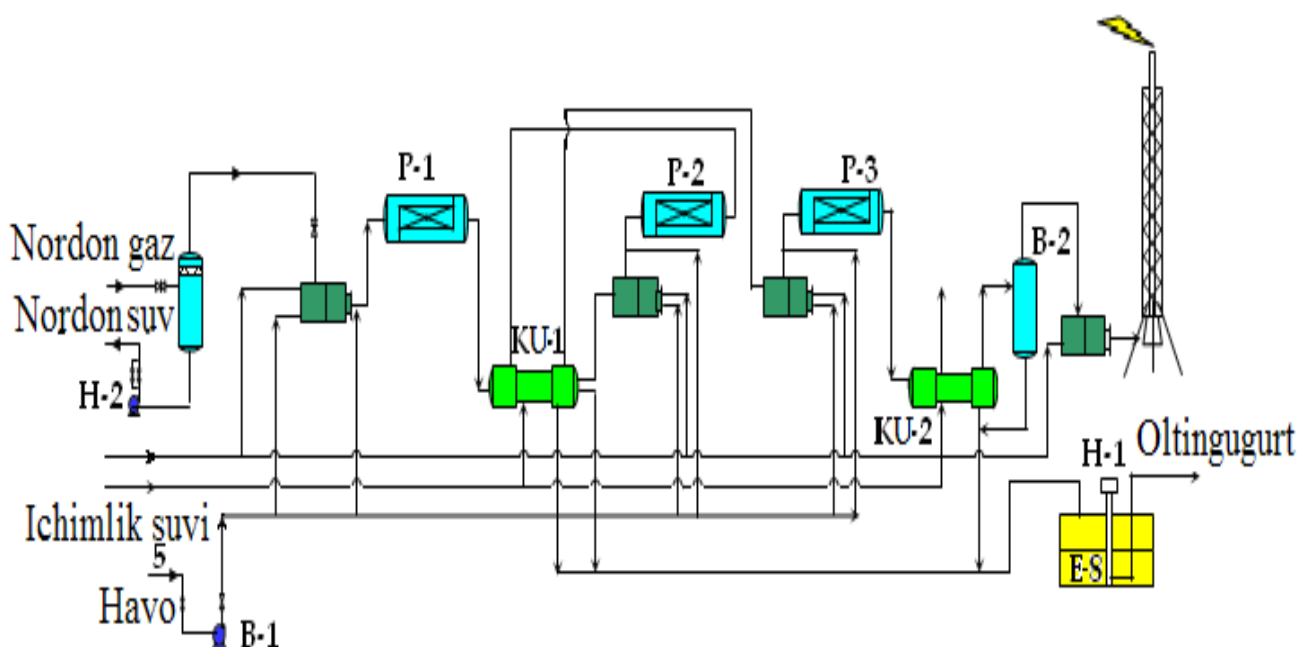 P-1
P-2
P-3
B-2
Nordon gaz
Nordon suv
KU-1
H-2
KU-2
H-1
Oltingugurt
Ichimlik suvi
5
E-S
Havo
B-1